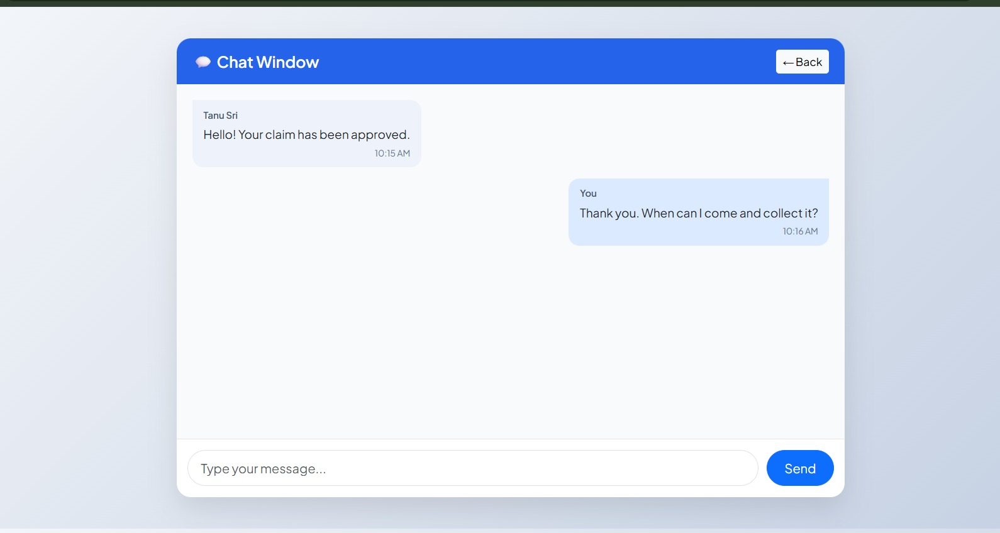 Chat Window
← Back
Tanu Sri
Hello! Your claim has been approved.
10:15 AM
You
Thank you. When can I come and collect it?
10:16 AM
Type your message...
Send